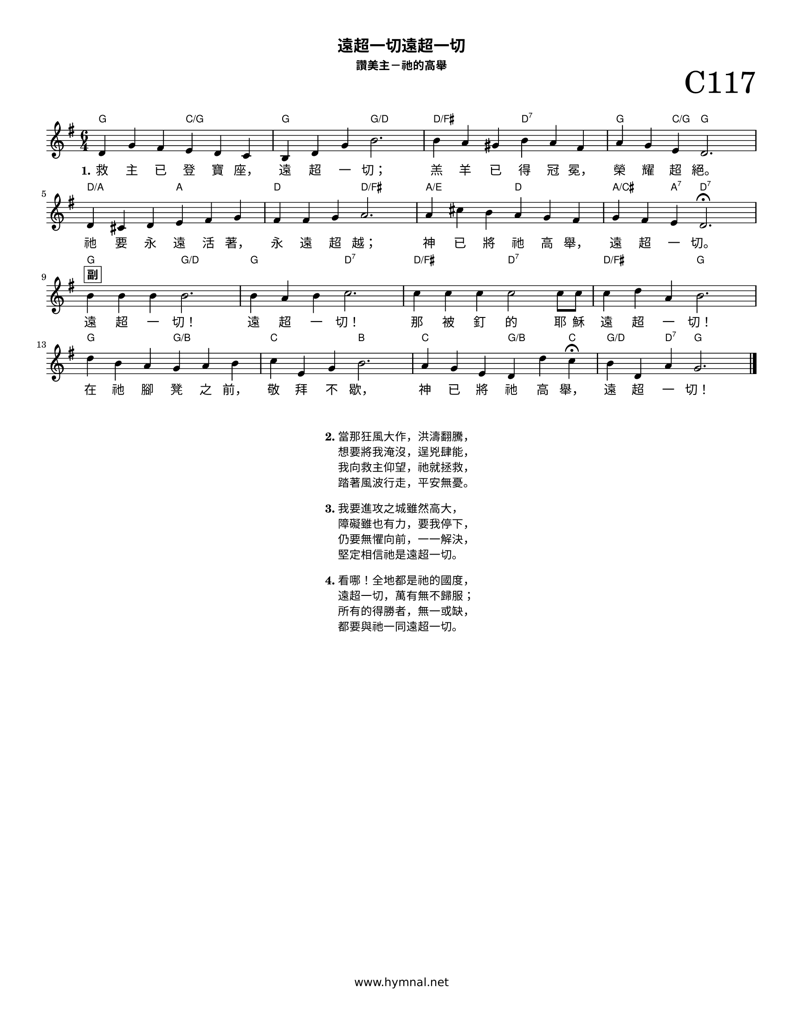 遠超一切遠超一切
讚美主－祂的高舉
C117
G C/G G G/D D/F♯ D7 G C/G G
1. 救 主 已 登 寶 座， 遠 超 一 切； 羔 羊 已 得 冠 冕， 榮 耀 超 絕。
D/A A D D/F♯ A/E D A/C♯ A7 D7
5
祂 要 永 遠 活 著， 永 遠 超 越； 神 已 將 祂 高 舉， 遠 超 一 切。
G G/D G D7 D/F♯ D7 D/F♯ G
9 副
遠 超 一 切！ 遠 超 一 切！ 那 被 釘 的 耶 穌 遠 超 一 切！
G G/B C B A G/B C G/D D7 G
13
在 祂 腳 凳 之 前， 敬 拜 不 歇， 神 已 將 祂 高 舉， 遠 超 一 切！
2. 當那狂風大作，洪濤翻騰，
想要將我淹沒，逞兇肆能，
我向救主仰望，祂就拯救，
踏著風波行走，平安無憂。
3. 我要進攻之城雖然高大，
障礙雖也有力，要我停下，
仍要無懼向前，一一解決，
堅定相信祂是遠超一切。
4. 看哪！全地都是祂的國度，
遠超一切，萬有無不歸服；
所有的得勝者，無一或缺，
都要與祂一同遠超一切。
www.hymnal.net